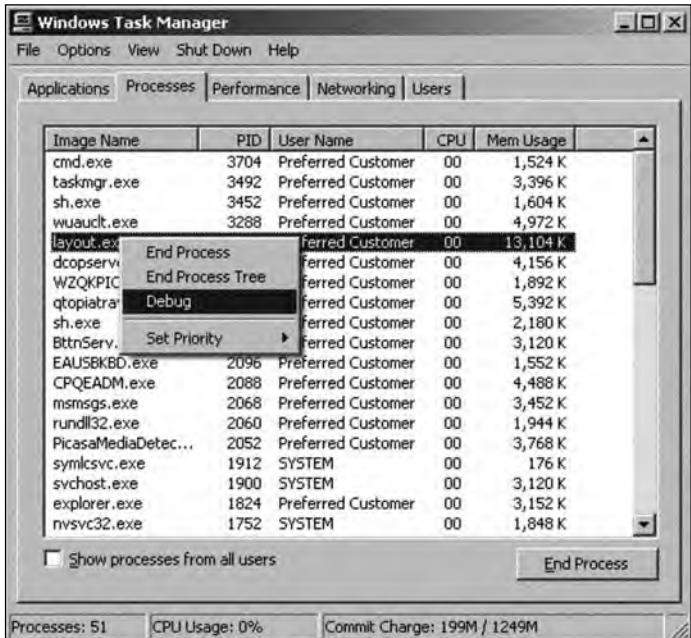 Windows Task Manager
File Options View Shut Down Help
Applications Processes Performance Networking Users
Image Name PID User Name CPU Mem Usage
cmd.exe 3704 Preferred Customer 00 1,524 K
taskmgr.exe 3492 Preferred Customer 00 3,396 K
sh.exe 3452 Preferred Customer 00 1,604 K
wuauclt.exe 3288 Preferred Customer 00 4,972 K
layout.ex ferred Customer 00 13,104 K
End Process
dcopserv ferred Customer 00 4,156 K
End Process Tree
WZQKPIC ferred Customer 00 1,892 K
Debug
qtopiatra ferred Customer 00 5,392 K
sh.exe ferred Customer 00 2,180 K
Set Priority
BttnServ. ferred Customer 00 3,120 K
EAUSBKBD.exe 2096 Preferred Customer 00 1,552 K
CPQEADM.exe 2088 Preferred Customer 00 4,488 K
msmsgs.exe 2068 Preferred Customer 00 3,452 K
rundll32.exe 2060 Preferred Customer 00 1,944 K
PicasaMediaDetec... 2052 Preferred Customer 00 3,768 K
symlcsvc.exe 1912 SYSTEM 00 176 K
svchost.exe 1900 SYSTEM 00 3,120 K
explorer.exe 1824 Preferred Customer 00 3,152 K
nvsvc32.exe 1752 SYSTEM 00 1,848 K
Show processes from all users
End Process
Processes: 51 CPU Usage: 0% Commit Charge: 199M / 1249M